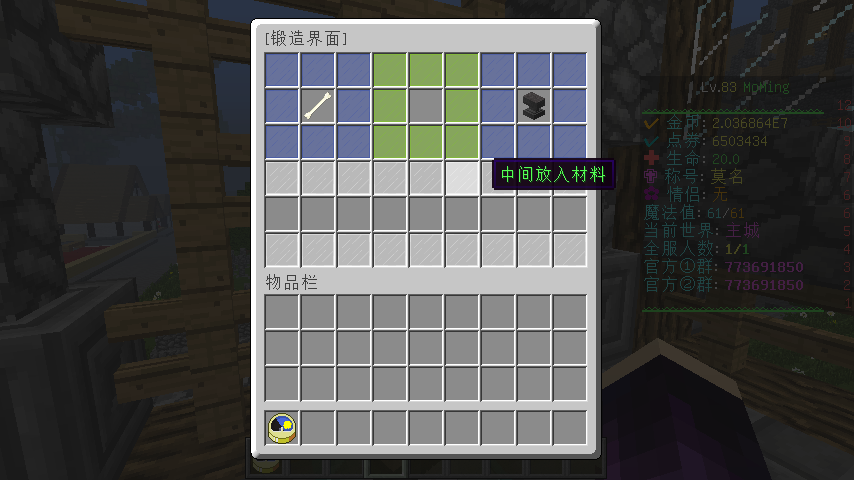 [锻造界面]
中间放入材料
物品栏
Lv.83 MpMing
金币: 2.036864E7
点券: 6503434
生命: 20.0
称号: 莫名
情侣: 无
魔法值: 61/61
当前世界: 王城
全服人数: 1/1
官方①群: 773691850
官方②群: 773691850